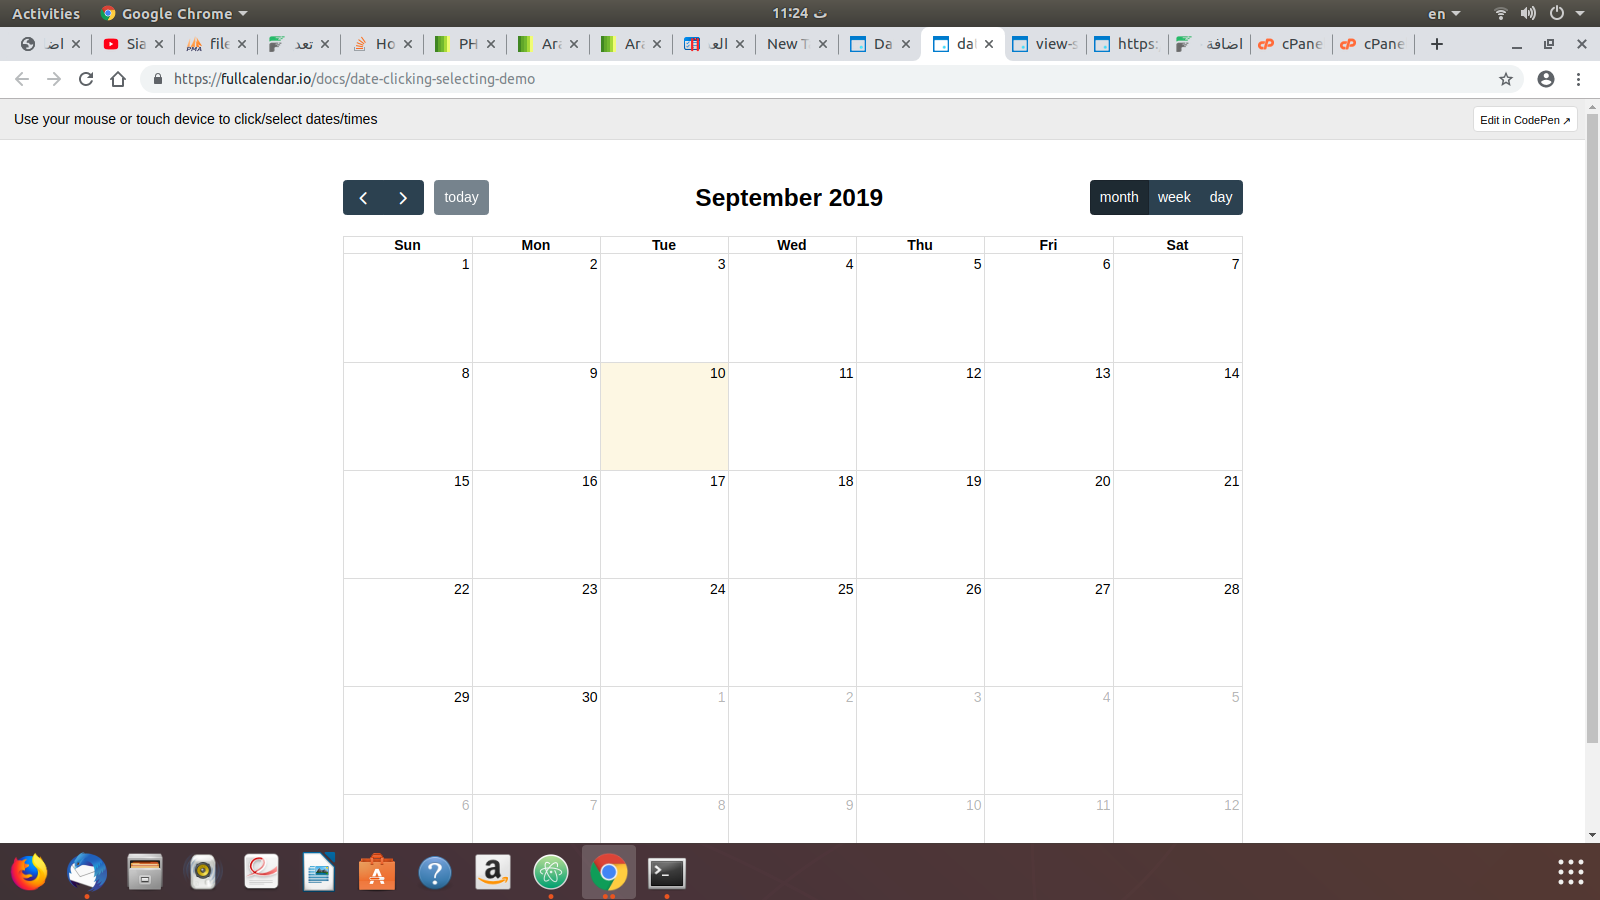 Activities Google Chrome 11:24 ث en
اضا Sia file تعد Ho PH Ara Ara الع New T Da da view-s https: اضافة cPane cPane
https://fullcalendar.io/docs/date-clicking-selecting-demo
Use your mouse or touch device to click/select dates/times Edit in CodePen ↗
today September 2019 month week day
Sun Mon Tue Wed Thu Fri Sat
1 2 3 4 5 6 7
8 9 10 11 12 13 14
15 16 17 18 19 20 21
22 23 24 25 26 27 28
29 30 1 2 3 4 5
6 7 8 9 10 11 12